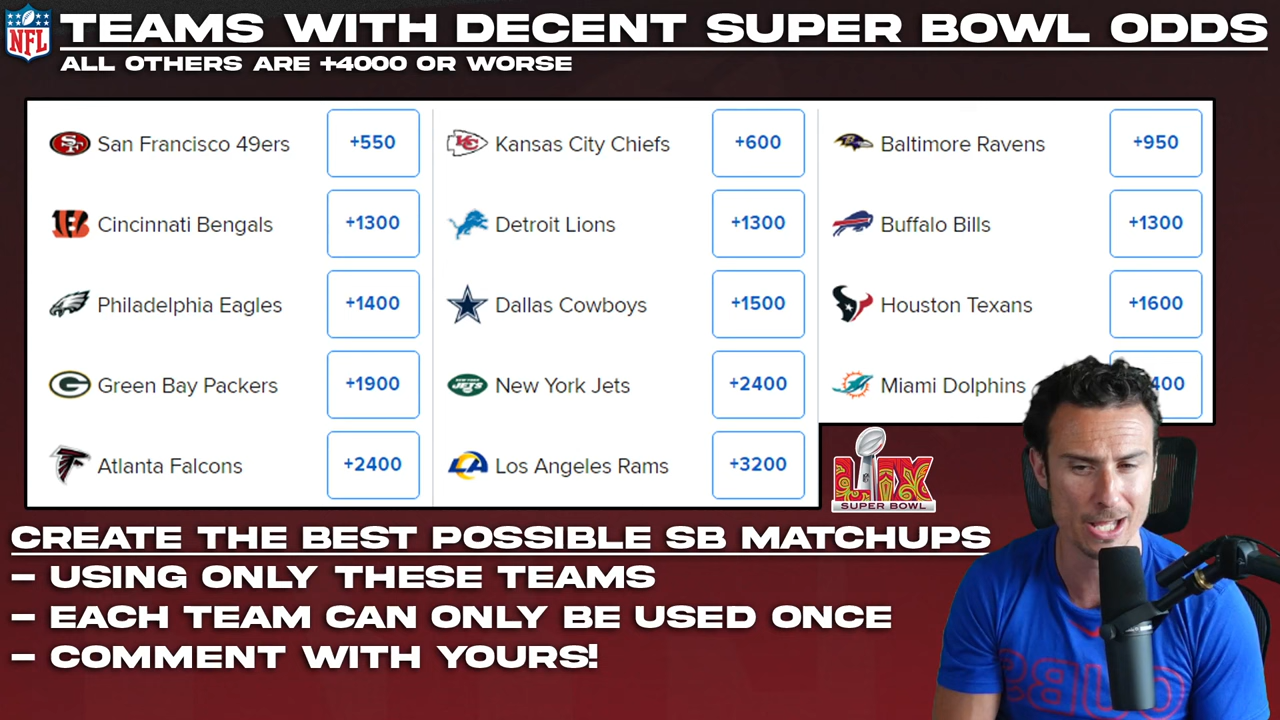 NFL
TEAMS WITH DECENT SUPER BOWL ODDS
ALL OTHERS ARE +4000 OR WORSE
San Francisco 49ers +550 Kansas City Chiefs +600 Baltimore Ravens +950
Cincinnati Bengals +1300 Detroit Lions +1300 Buffalo Bills +1300
Philadelphia Eagles +1400 Dallas Cowboys +1500 Houston Texans +1600
Green Bay Packers +1900 New York Jets +2400 Miami Dolphins 400
Atlanta Falcons +2400 Los Angeles Rams +3200
LIX
SUPER BOWL
CREATE THE BEST POSSIBLE SB MATCHUPS
- USING ONLY THESE TEAMS
- EACH TEAM CAN ONLY BE USED ONCE
- COMMENT WITH YOURS!